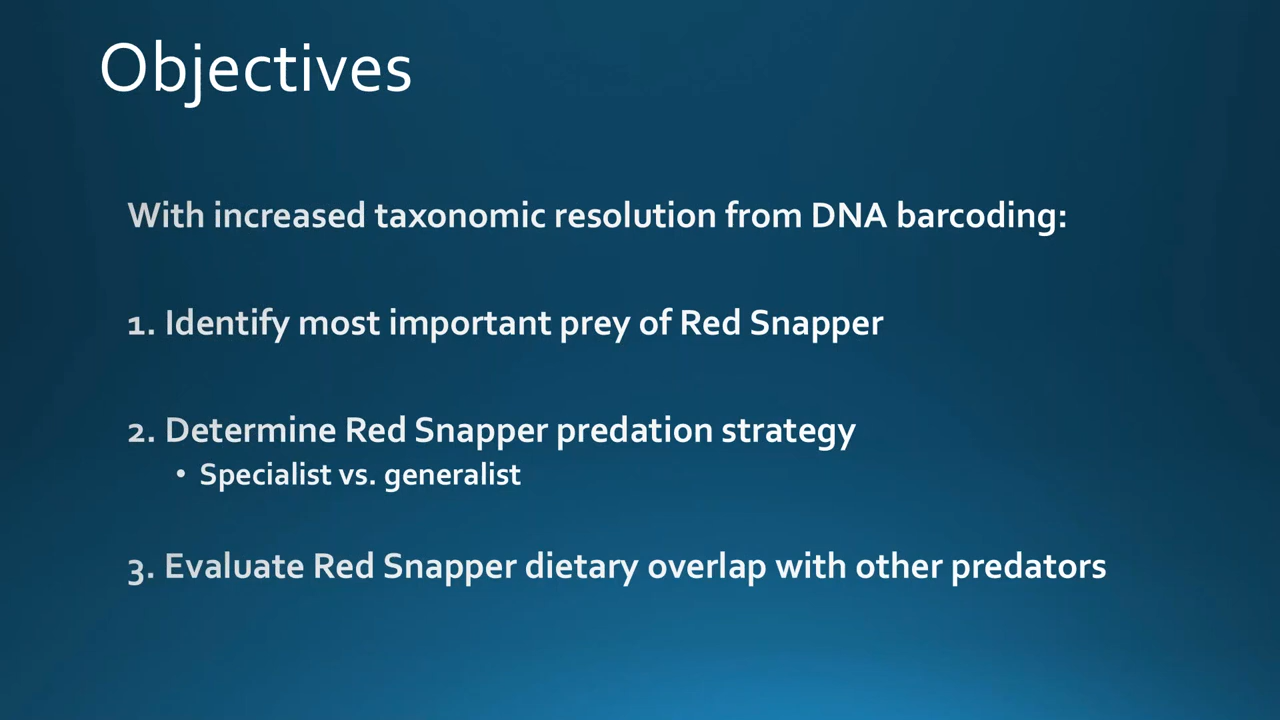 Objectives
With increased taxonomic resolution from DNA barcoding:
1. Identify most important prey of Red Snapper
2. Determine Red Snapper predation strategy
• Specialist vs. generalist
3. Evaluate Red Snapper dietary overlap with other predators